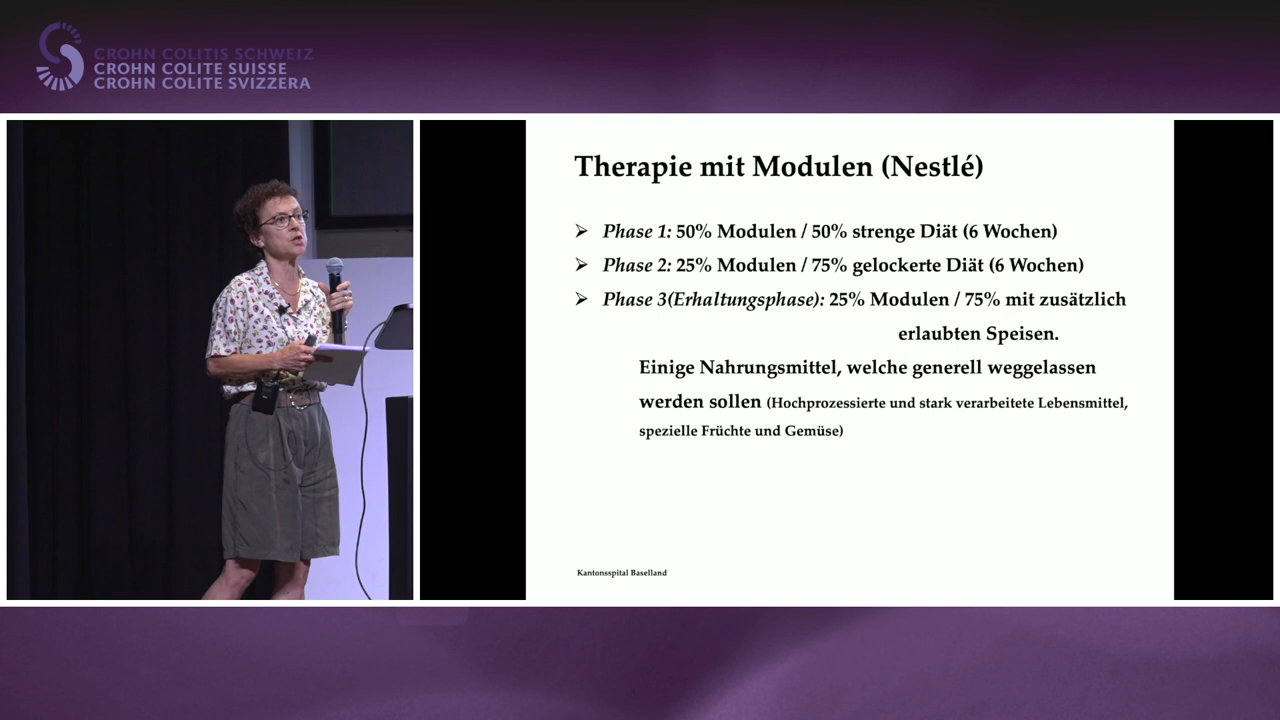 CROHN COLITIS SCHWEIZ
CROHN COLITE SUISSE
CROHN COLITE SVIZZERA
Therapie mit Modulen (Nestlé)
➢ Phase 1: 50% Modulen / 50% strenge Diät (6 Wochen)
➢ Phase 2: 25% Modulen / 75% gelockerte Diät (6 Wochen)
➢ Phase 3(Erhaltungsphase): 25% Modulen / 75% mit zusätzlich
erlaubten Speisen.
Einige Nahrungsmittel, welche generell weggelassen
werden sollen (Hochprozessierte und stark verarbeitete Lebensmittel,
spezielle Früchte und Gemüse)
Kantonsspital Baselland